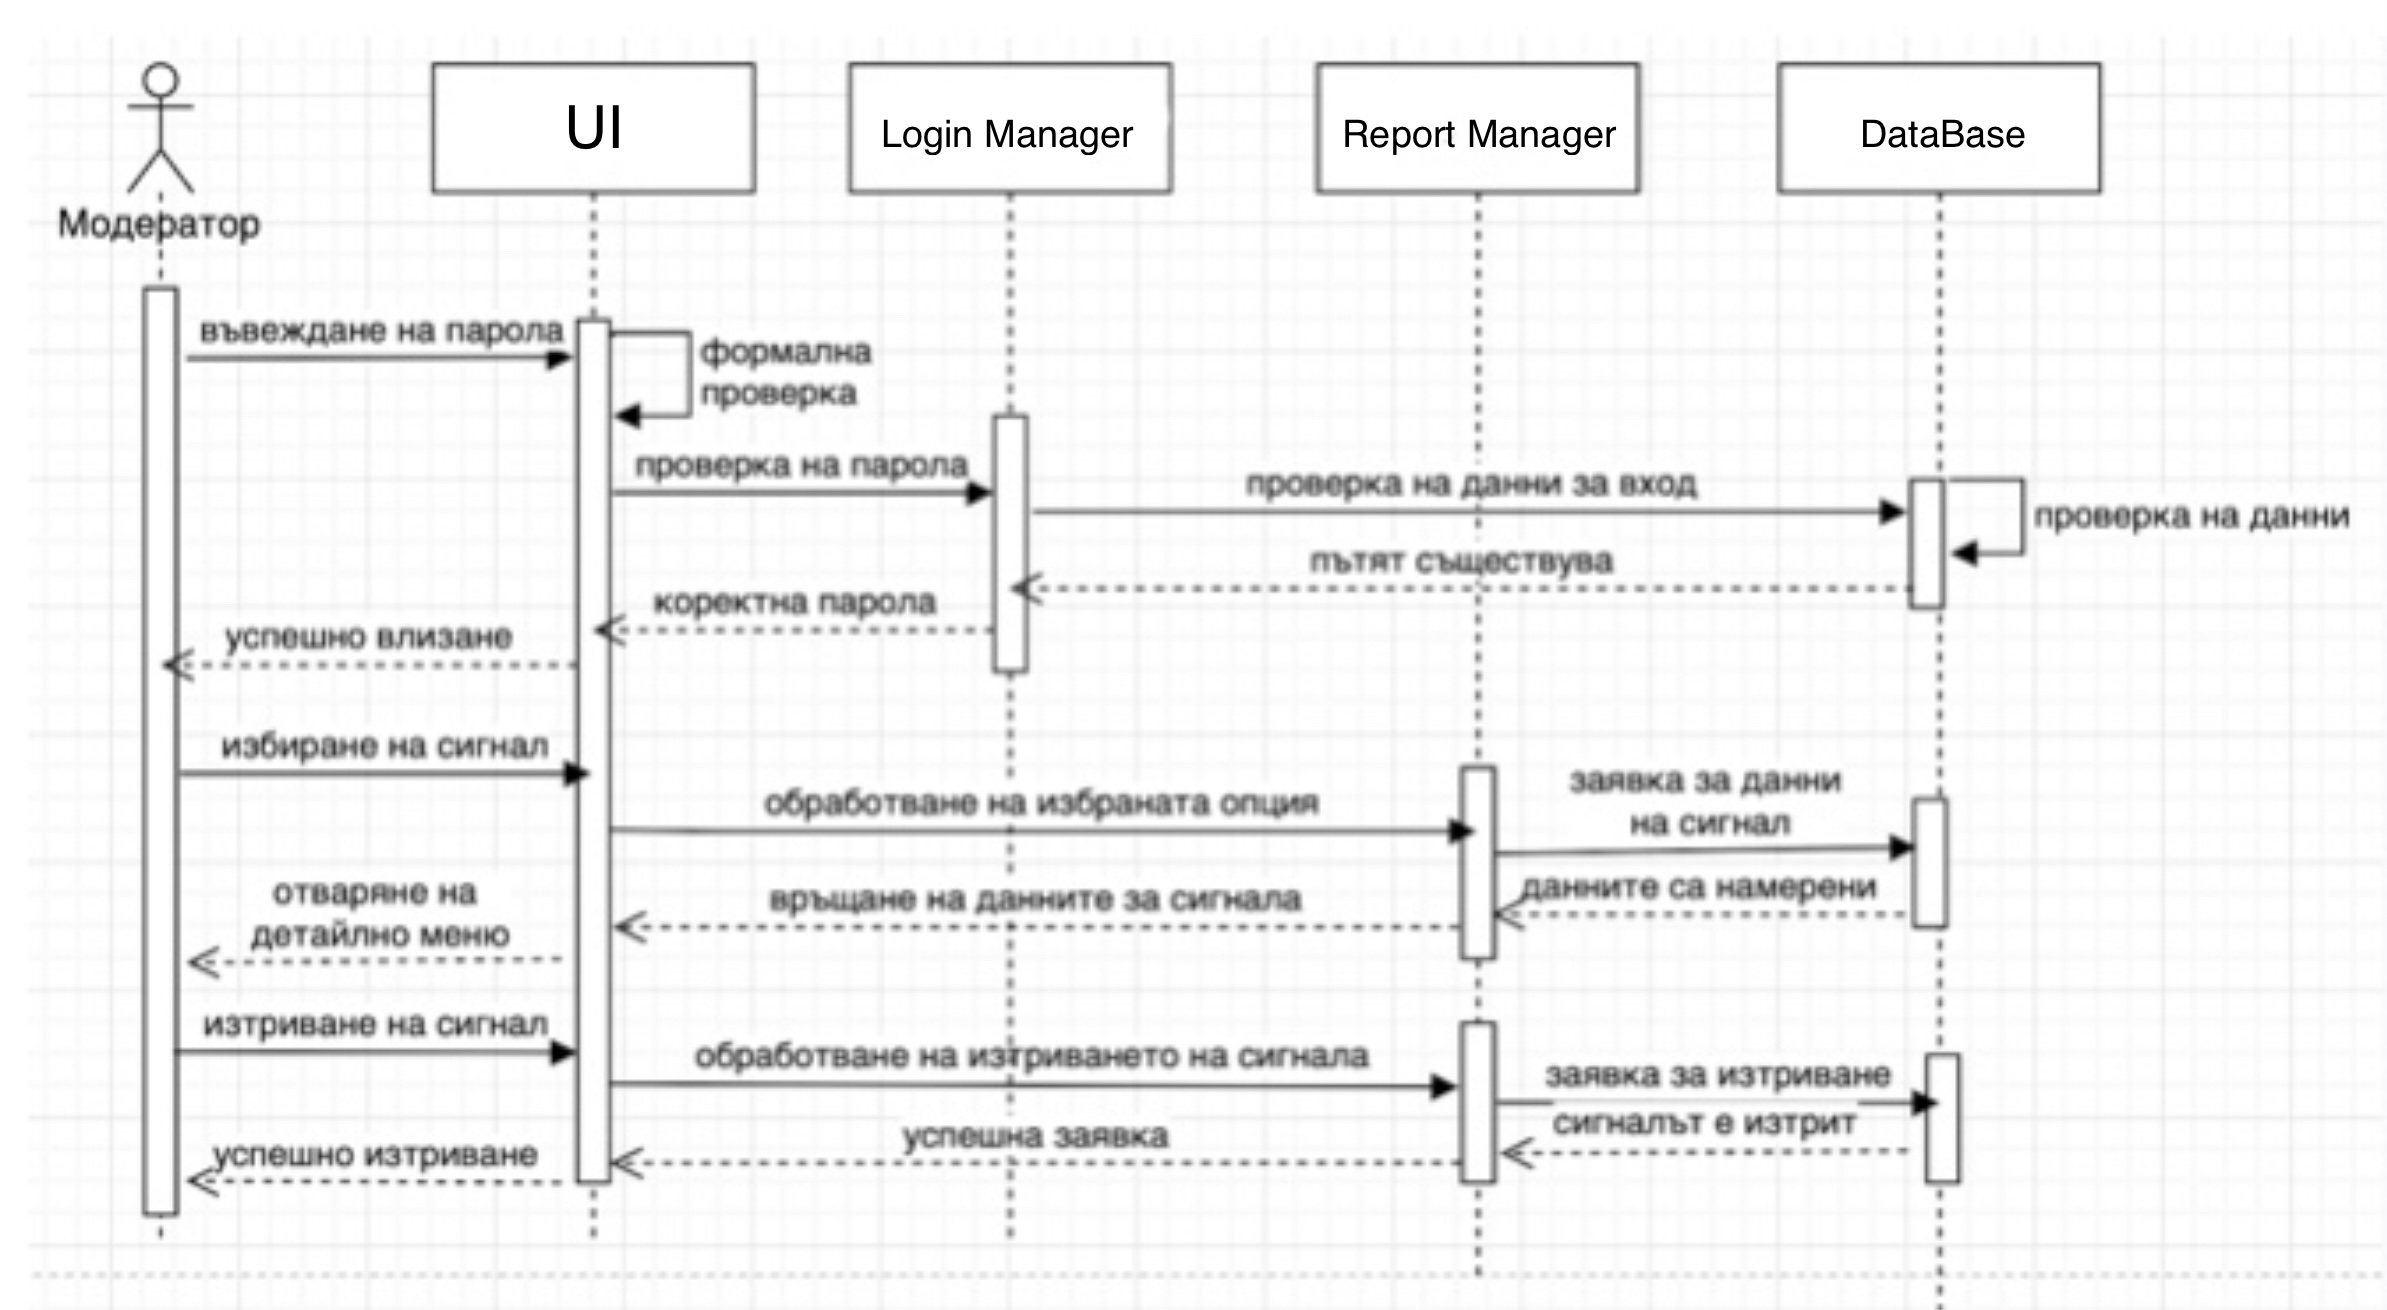 UI
Login Manager
Report Manager
DataBase
Модератор
въвеждане на парола
формална
проверка
проверка на парола
проверка на данни за вход
проверка на данни
пътят съществува
коректна парола
успешно влизане
избиране на сигнал
обработване на избраната опция
заявка за данни
на сигнал
данните са намерени
връщане на данните за сигнала
отваряне на
детайлно меню
изтриване на сигнал
обработване на изтриването на сигнала
заявка за изтриване
сигналът е изтрит
успешна заявка
успешно изтриване